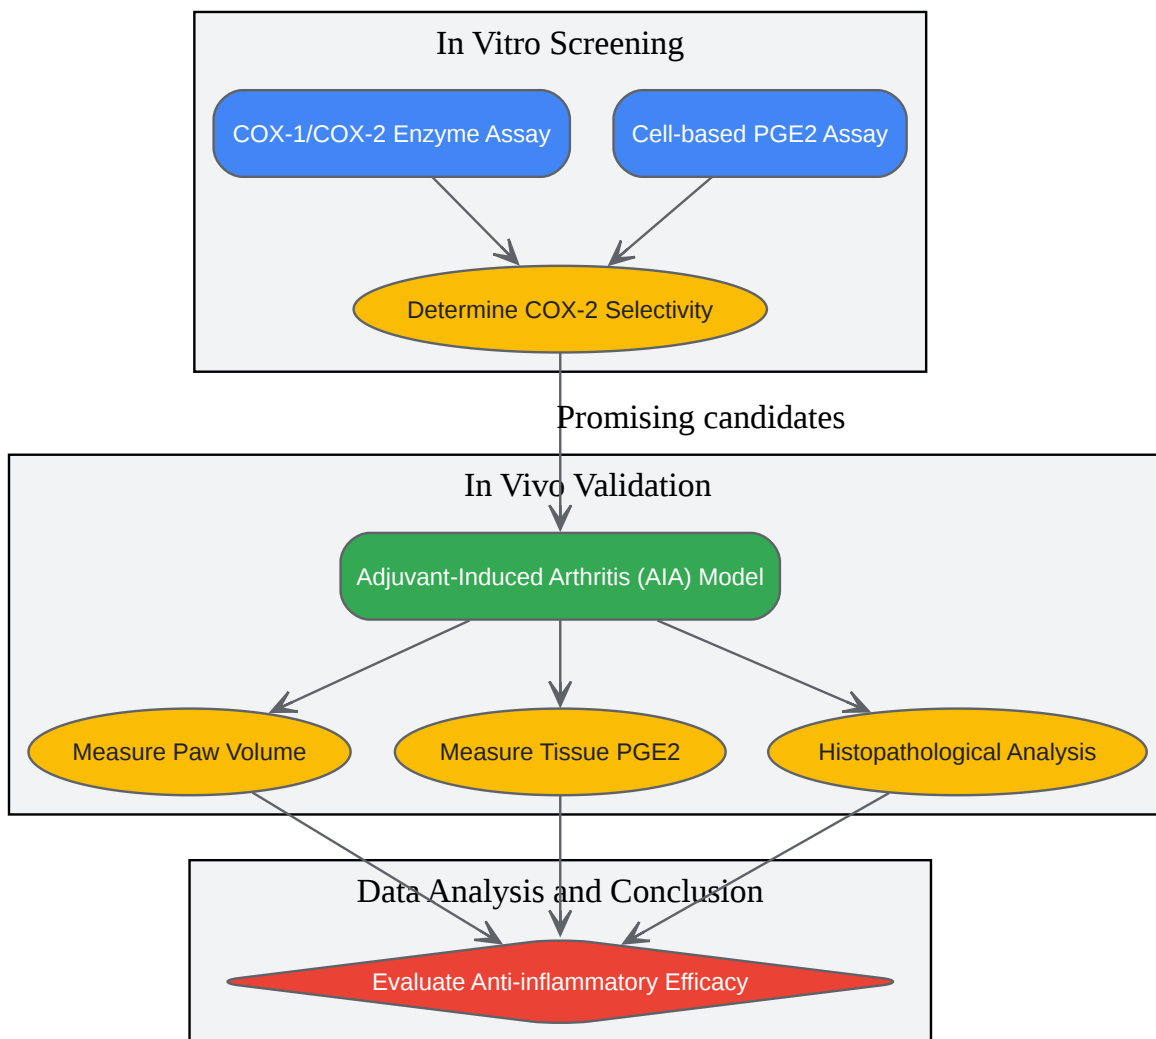 In Vitro Screening
COX-1/COX-2 Enzyme Assay
Cell-based PGE2 Assay
Determine COX-2 Selectivity
Promising candidates
In Vivo Validation
Adjuvant-Induced Arthritis (AIA) Model
Measure Paw Volume
Measure Tissue PGE2
Histopathological Analysis
Data Analysis and Conclusion
Evaluate Anti-inflammatory Efficacy